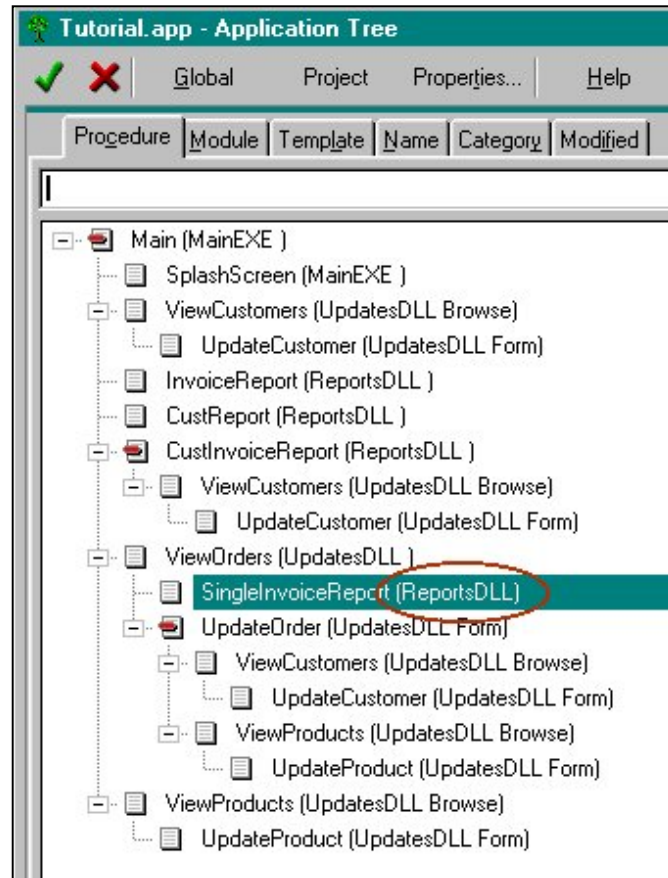 Tutorial.app - Application Tree
Global Project Properties... Help
Procedure Module Template Name Category Modified
Main (MainEXE )
SplashScreen (MainEXE )
ViewCustomers (UpdatesDLL Browse)
UpdateCustomer (UpdatesDLL Form)
InvoiceReport (ReportsDLL )
CustReport (ReportsDLL )
CustInvoiceReport (ReportsDLL )
ViewCustomers (UpdatesDLL Browse)
UpdateCustomer (UpdatesDLL Form)
ViewOrders (UpdatesDLL )
SingleInvoiceReport (ReportsDLL)
UpdateOrder (UpdatesDLL Form)
ViewCustomers (UpdatesDLL Browse)
UpdateCustomer (UpdatesDLL Form)
ViewProducts (UpdatesDLL Browse)
UpdateProduct (UpdatesDLL Form)
ViewProducts (UpdatesDLL Browse)
UpdateProduct (UpdatesDLL Form)